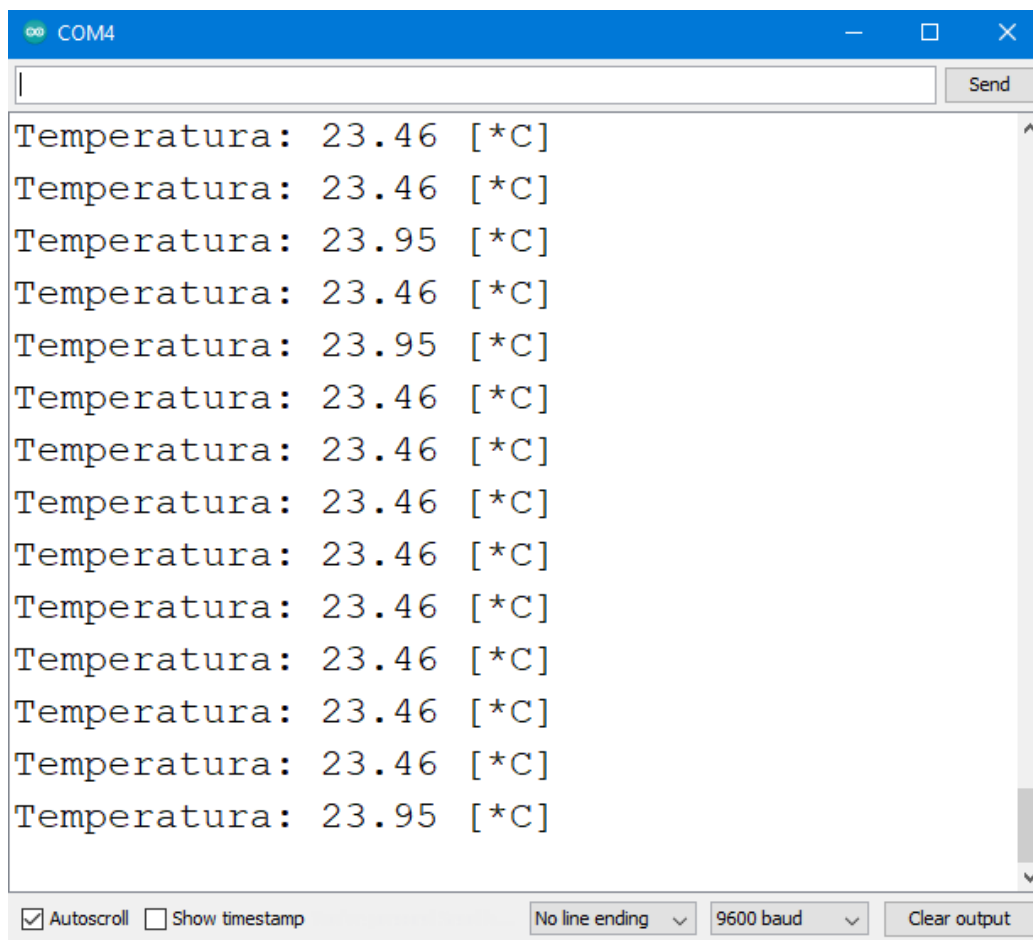 COM4
Send
Temperatura: 23.46 [*C]
Temperatura: 23.46 [*C]
Temperatura: 23.95 [*C]
Temperatura: 23.46 [*C]
Temperatura: 23.95 [*C]
Temperatura: 23.46 [*C]
Temperatura: 23.46 [*C]
Temperatura: 23.46 [*C]
Temperatura: 23.46 [*C]
Temperatura: 23.46 [*C]
Temperatura: 23.46 [*C]
Temperatura: 23.46 [*C]
Temperatura: 23.46 [*C]
Temperatura: 23.95 [*C]
Autoscroll Show timestamp No line ending 9600 baud Clear output